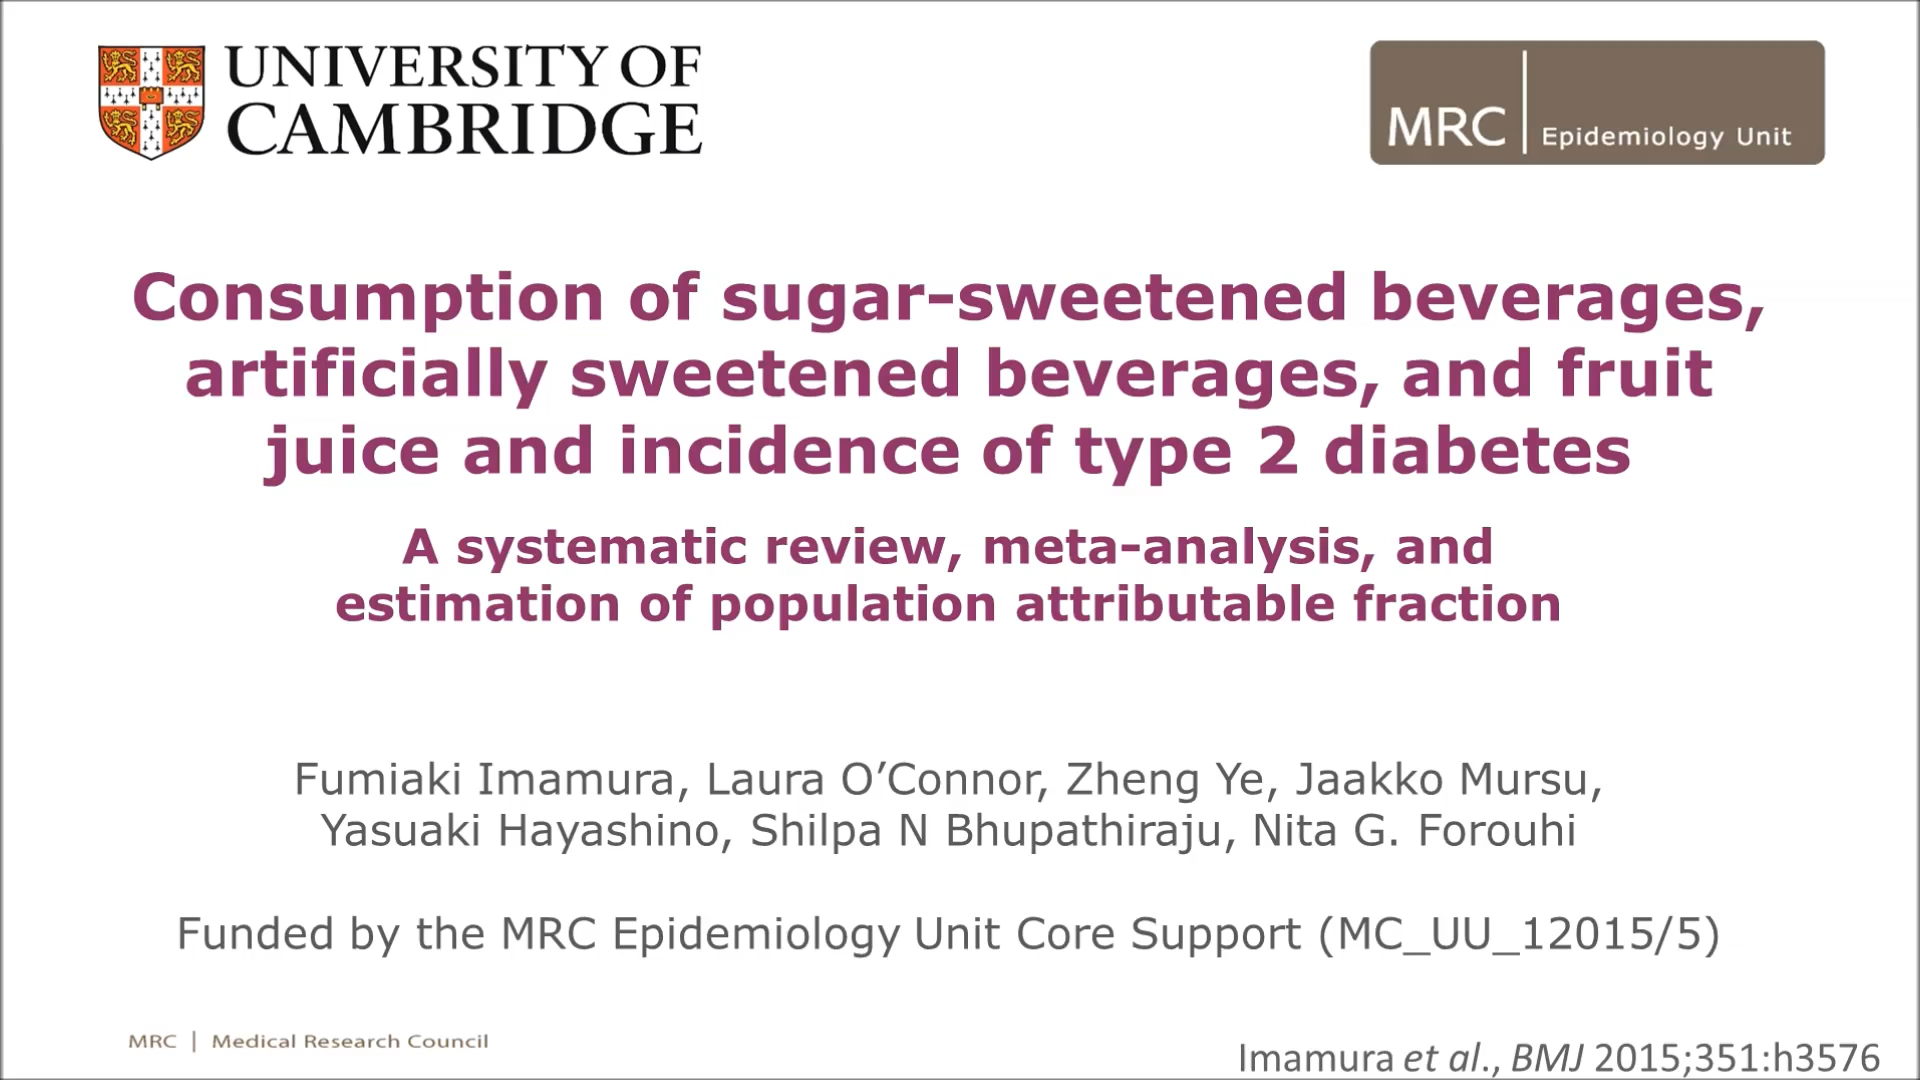 UNIVERSITY OF
CAMBRIDGE
MRC | Epidemiology Unit
Consumption of sugar-sweetened beverages,
artificially sweetened beverages, and fruit
juice and incidence of type 2 diabetes
A systematic review, meta-analysis, and
estimation of population attributable fraction
Fumiaki Imamura, Laura O’Connor, Zheng Ye, Jaakko Mursu,
Yasuaki Hayashino, Shilpa N Bhupathiraju, Nita G. Forouhi
Funded by the MRC Epidemiology Unit Core Support (MC_UU_12015/5)
MRC | Medical Research Council
Imamura et al., BMJ 2015;351:h3576